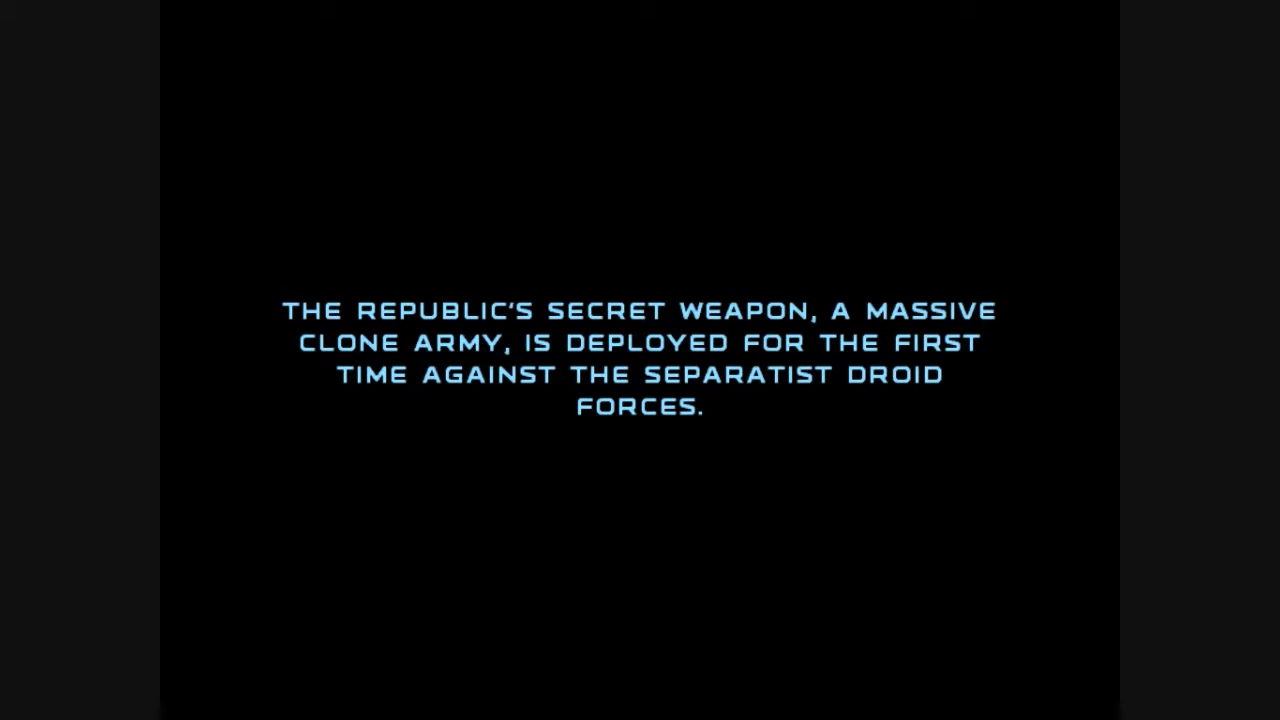 THE REPUBLIC'S SECRET WEAPON, A MASSIVE
CLONE ARMY, IS DEPLOYED FOR THE FIRST
TIME AGAINST THE SEPARATIST DROID
FORCES.